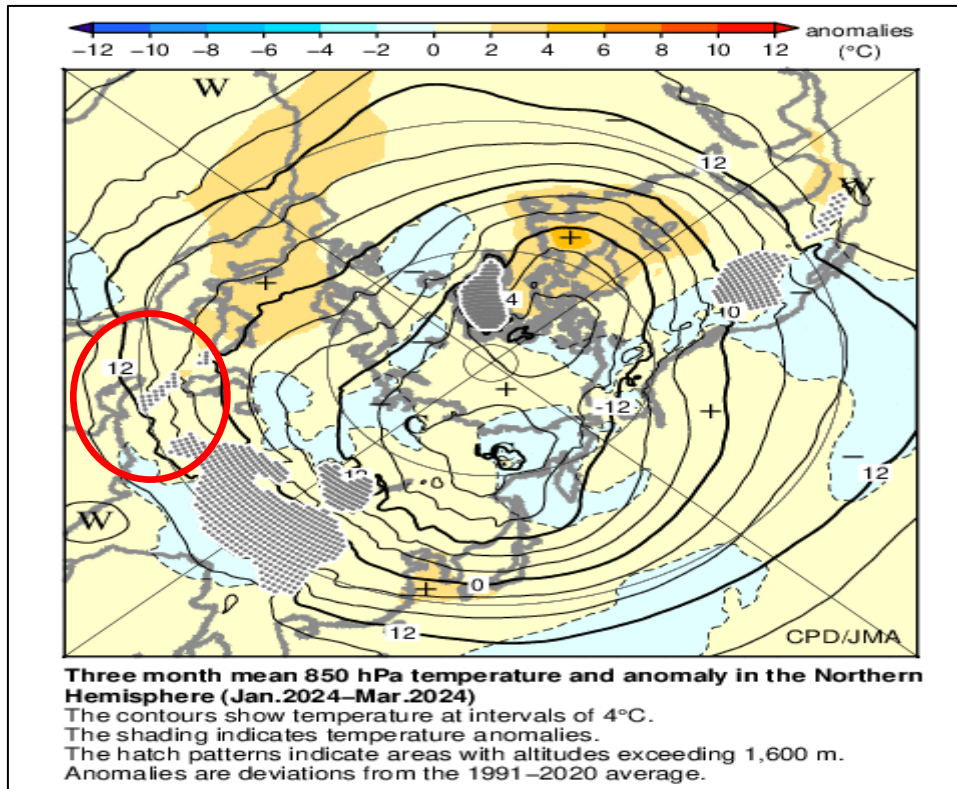 −12 −10 −8 −6 −4 −2 0 2 4 6 8 10 12
anomalies
(°C)
W
12
W
4
10
12
-12
12
W
0
12
CPD/JMA
Three month mean 850 hPa temperature and anomaly in the Northern
Hemisphere (Jan.2024−Mar.2024)
The contours show temperature at intervals of 4°C.
The shading indicates temperature anomalies.
The hatch patterns indicate areas with altitudes exceeding 1,600 m.
Anomalies are deviations from the 1991−2020 average.